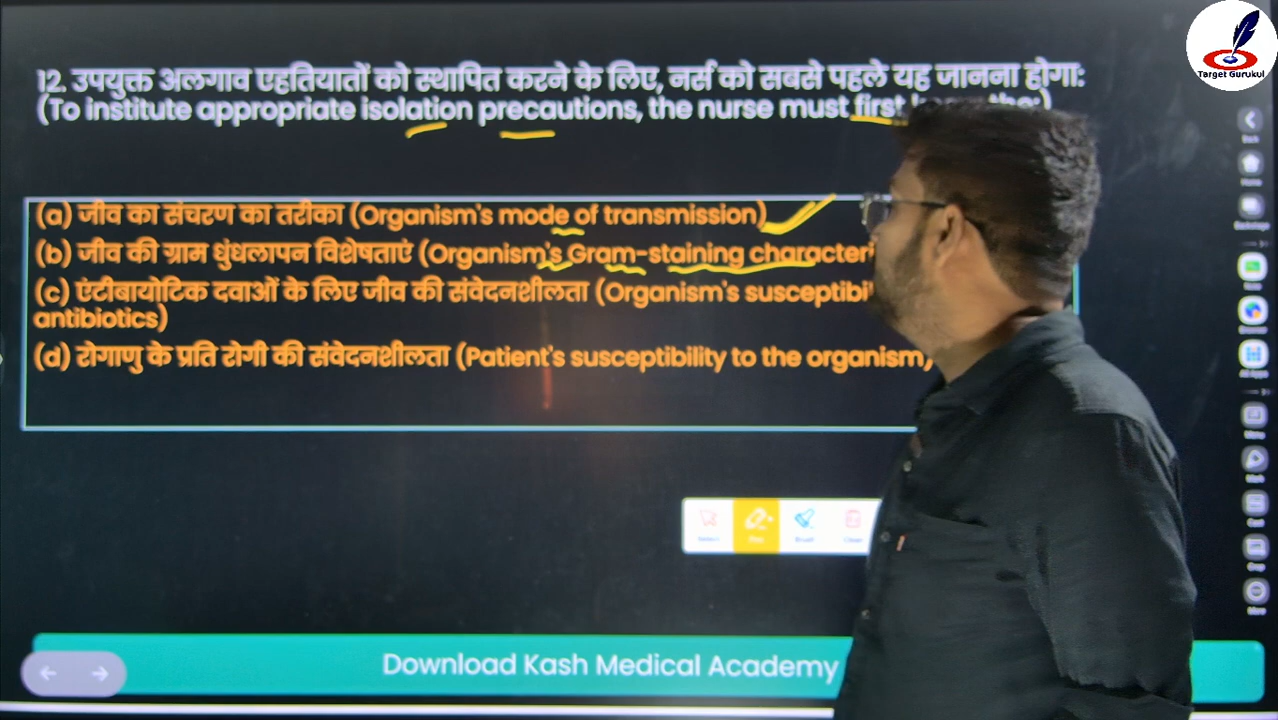 Target Gurukul
12. उपयुक्त अलगाव एहतियातों को स्थापित करने के लिए, नर्स को सबसे पहले यह जानना होगा:
(To institute appropriate isolation precautions, the nurse must first
(a) जीव का संचरण का तरीका (Organism's mode of transmission)
(b) जीव की ग्राम धुंधलापन विशेषताएं (Organism's Gram-staining
(c) एंटीबायोटिक दवाओं के लिए जीव की संवेदनशीलता (Organism's
antibiotics)
(d) रोगाणु के प्रति रोगी की संवेदनशीलता (Patient's susceptibility to the organism)
Download Kash Medical Academy